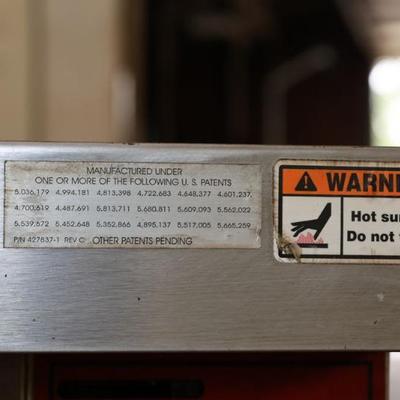 MANUFACTURED UNDER
ONE OR MORE OF THE FOLLOWING U. S. PATENTS
5,036,179 4,994,181 4,813,398 4,722,683 4,648,377 4,601,237
4,700,619 4,487,691 5,813,711 5,680,811 5,609,093 5,562,022
5,539,672 5,452,648 5,352,866 4,895,137 5,517,005 5,665,259
P/N 427837-1 REV C OTHER PATENTS PENDING
WARNI
Hot sur
Do not